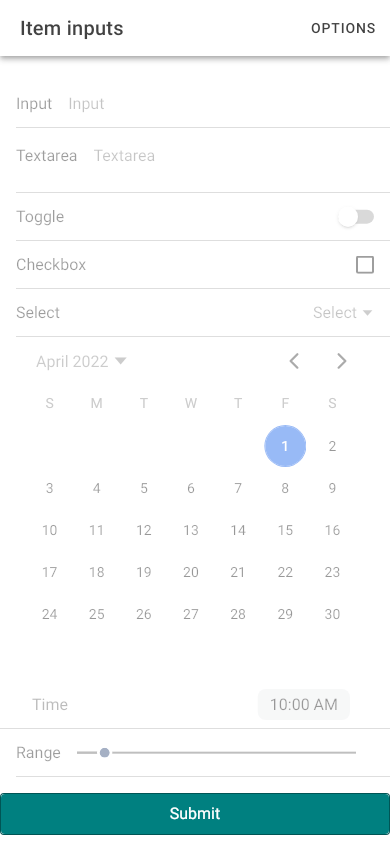 Item inputs OPTIONS
Input Input
Textarea Textarea
Toggle
Checkbox
Select Select
April 2022
S M T W T F S
1 2
3 4 5 6 7 8 9
10 11 12 13 14 15 16
17 18 19 20 21 22 23
24 25 26 27 28 29 30
Time 10:00 AM
Range
Submit